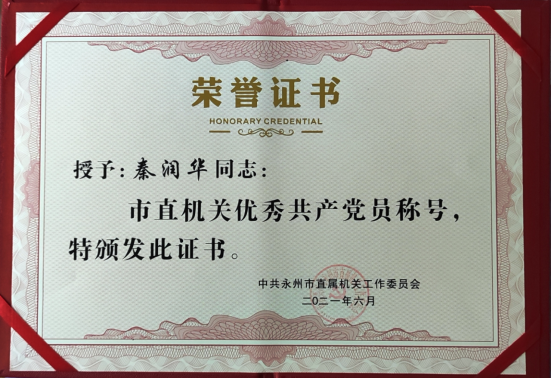 荣誉证书
HONORARY CREDENTIAL
授予：秦润华同志：
市直机关优秀共产党员称号，
特颁发此证书。
中共永州市直属机关工作委员会
二〇二一年六月